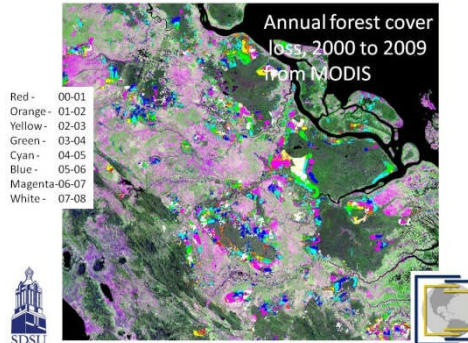 Annual forest cover
loss, 2000 to 2009
from MODIS
Red - 00-01
Orange - 01-02
Yellow - 02-03
Green - 03-04
Cyan - 04-05
Blue - 05-06
Magenta-06-07
White - 07-08
SDSU